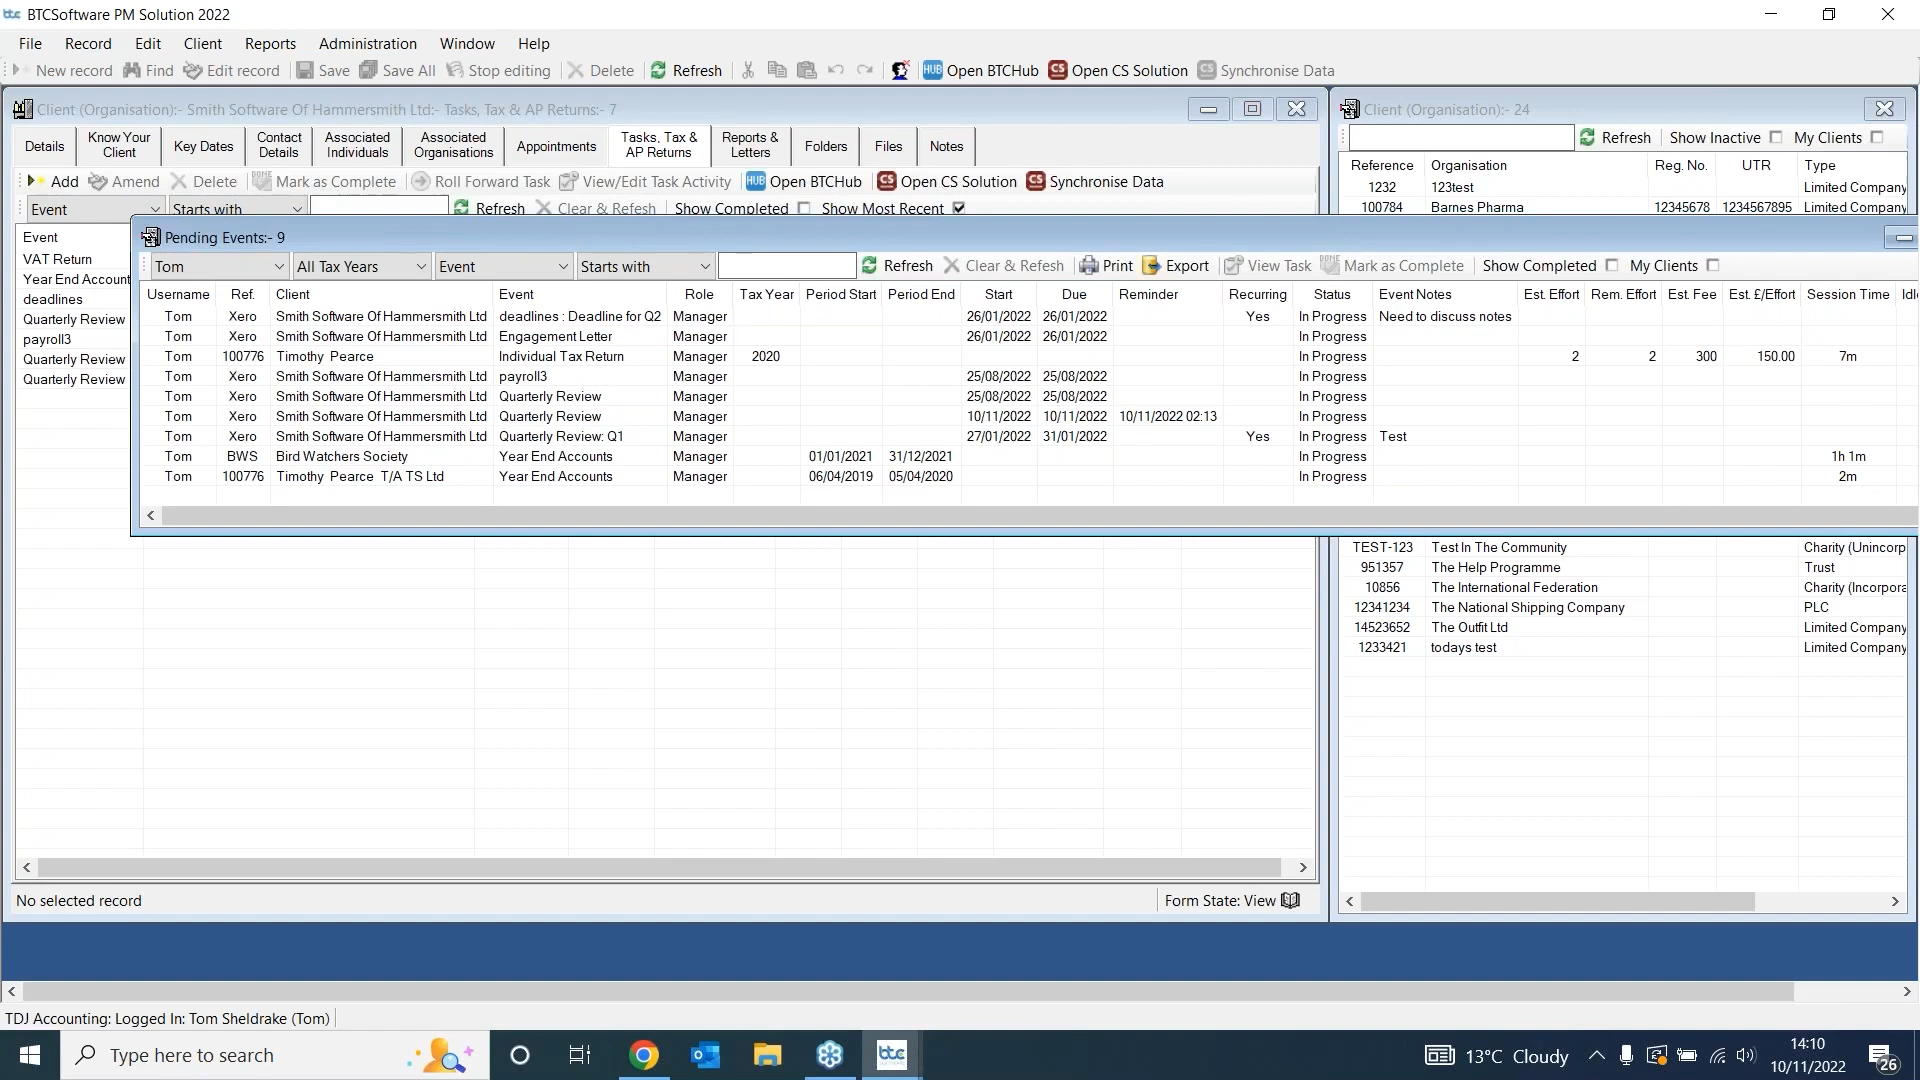 btc BTCSoftware PM Solution 2022
File Record Edit Client Reports Administration Window Help
New record Find Edit record Save Save All Stop editing Delete Refresh HUB Open BTCHub CS Open CS Solution CS Synchronise Data
Client (Organisation):- Smith Software Of Hammersmith Ltd:- Tasks, Tax & AP Returns:- 7
Details Know Your Client Key Dates Contact Details Associated Individuals Associated Organisations Appointments Tasks, Tax & AP Returns Reports & Letters Folders Files Notes
Add Amend Delete DONE Mark as Complete Roll Forward Task View/Edit Task Activity HUB Open BTCHub CS Open CS Solution CS Synchronise Data
Event Starts with Refresh Clear & Refesh Show Completed Show Most Recent
Event
VAT Return
Year End Account
deadlines
Quarterly Review
payroll3
Quarterly Review
Quarterly Review
Client (Organisation):- 24
Refresh Show Inactive My Clients
Reference Organisation Reg. No. UTR Type
1232 123test Limited Company
100784 Barnes Pharma 12345678 1234567895 Limited Company
Pending Events:- 9
Tom All Tax Years Event Starts with Refresh Clear & Refesh Print Export View Task DONE Mark as Complete Show Completed My Clients
Username Ref. Client Event Role Tax Year Period Start Period End Start Due Reminder Recurring Status Event Notes Est. Effort Rem. Effort Est. Fee Est. £/Effort Session Time Idle
Tom Xero Smith Software Of Hammersmith Ltd deadlines : Deadline for Q2 Manager 26/01/2022 26/01/2022 Yes In Progress Need to discuss notes
Tom Xero Smith Software Of Hammersmith Ltd Engagement Letter Manager 26/01/2022 26/01/2022 In Progress
Tom 100776 Timothy Pearce Individual Tax Return Manager 2020 In Progress 2 2 300 150.00 7m
Tom Xero Smith Software Of Hammersmith Ltd payroll3 Manager 25/08/2022 25/08/2022 In Progress
Tom Xero Smith Software Of Hammersmith Ltd Quarterly Review Manager 25/08/2022 25/08/2022 In Progress
Tom Xero Smith Software Of Hammersmith Ltd Quarterly Review Manager 10/11/2022 10/11/2022 10/11/2022 02:13 In Progress
Tom Xero Smith Software Of Hammersmith Ltd Quarterly Review: Q1 Manager 27/01/2022 31/01/2022 Yes In Progress Test
Tom BWS Bird Watchers Society Year End Accounts Manager 01/01/2021 31/12/2021 In Progress 1h 1m
Tom 100776 Timothy Pearce T/A TS Ltd Year End Accounts Manager 06/04/2019 05/04/2020 In Progress 2m
TEST-123 Test In The Community Charity (Unincorp
951357 The Help Programme Trust
10856 The International Federation Charity (Incorpora
12341234 The National Shipping Company PLC
14523652 The Outfit Ltd Limited Company
1233421 todays test Limited Company
No selected record Form State: View
TDJ Accounting: Logged In: Tom Sheldrake (Tom)
Type here to search btc 13°C Cloudy 14:10
10/11/2022 26